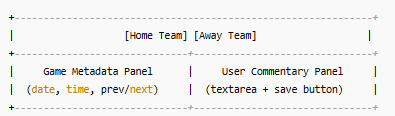 +------------------------------------------------------------+
|                  [Home Team] [Away Team]                   |
+-----------------------------+------------------------------+
|     Game Metadata Panel     |     User Commentary Panel    |
|  (date, time, prev/next)    |  (textarea + save button)    |
+-----------------------------+------------------------------+